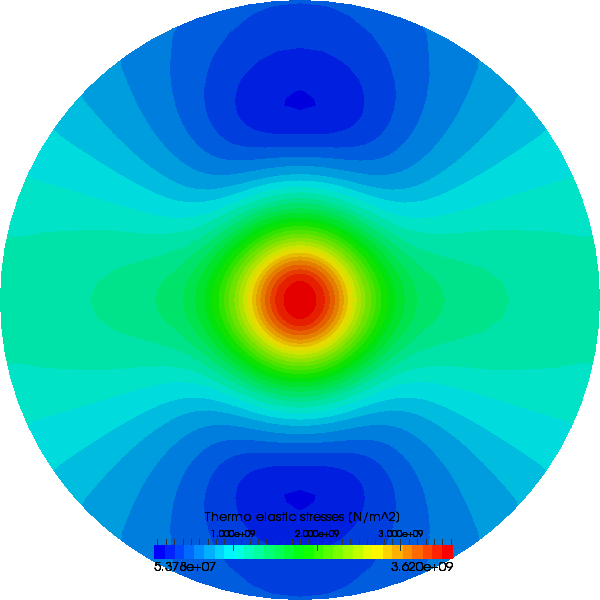 Thermo elastic stresses (N/m^2)
1.000e+09 2.000e+09 3.000e+09
5.378e+07 3.620e+09